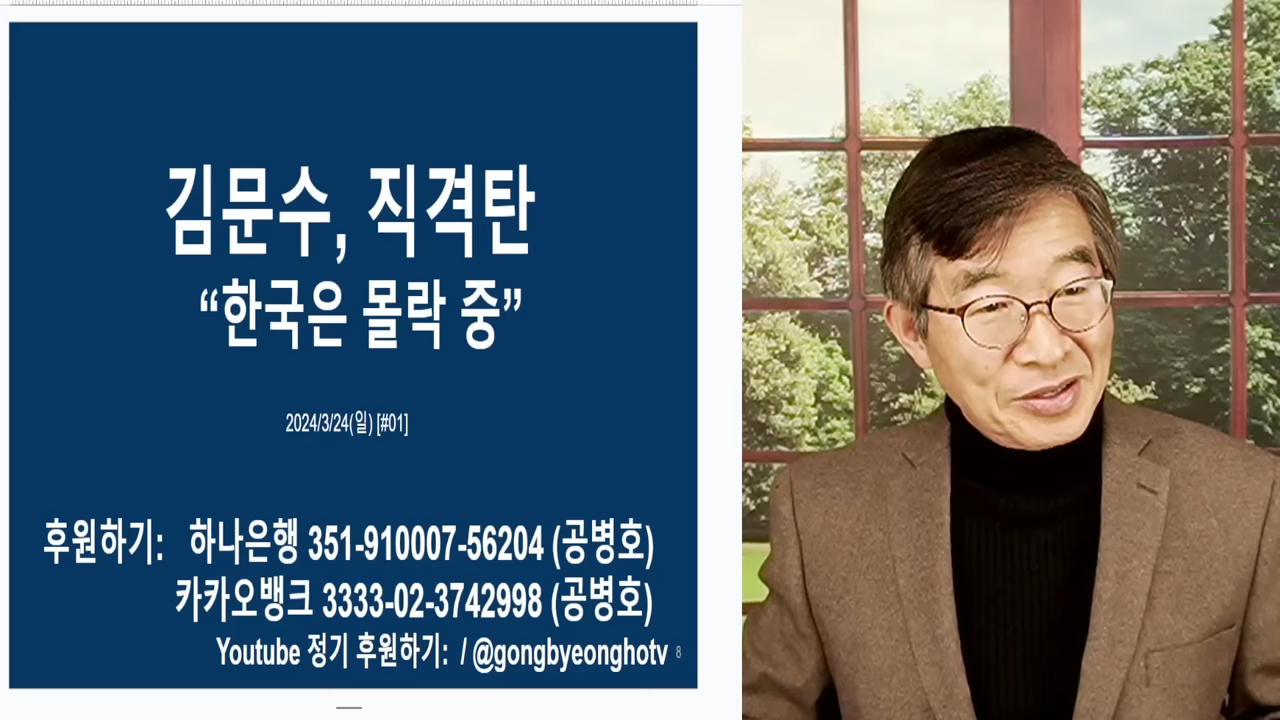 김문수, 직격탄
“한국은 몰락 중”
2024/3/24(일) [#01]
후원하기: 하나은행 351-910007-56204 (공병호)
카카오뱅크 3333-02-3742998 (공병호)
Youtube 정기 후원하기: / @gongbyeonghotv 8